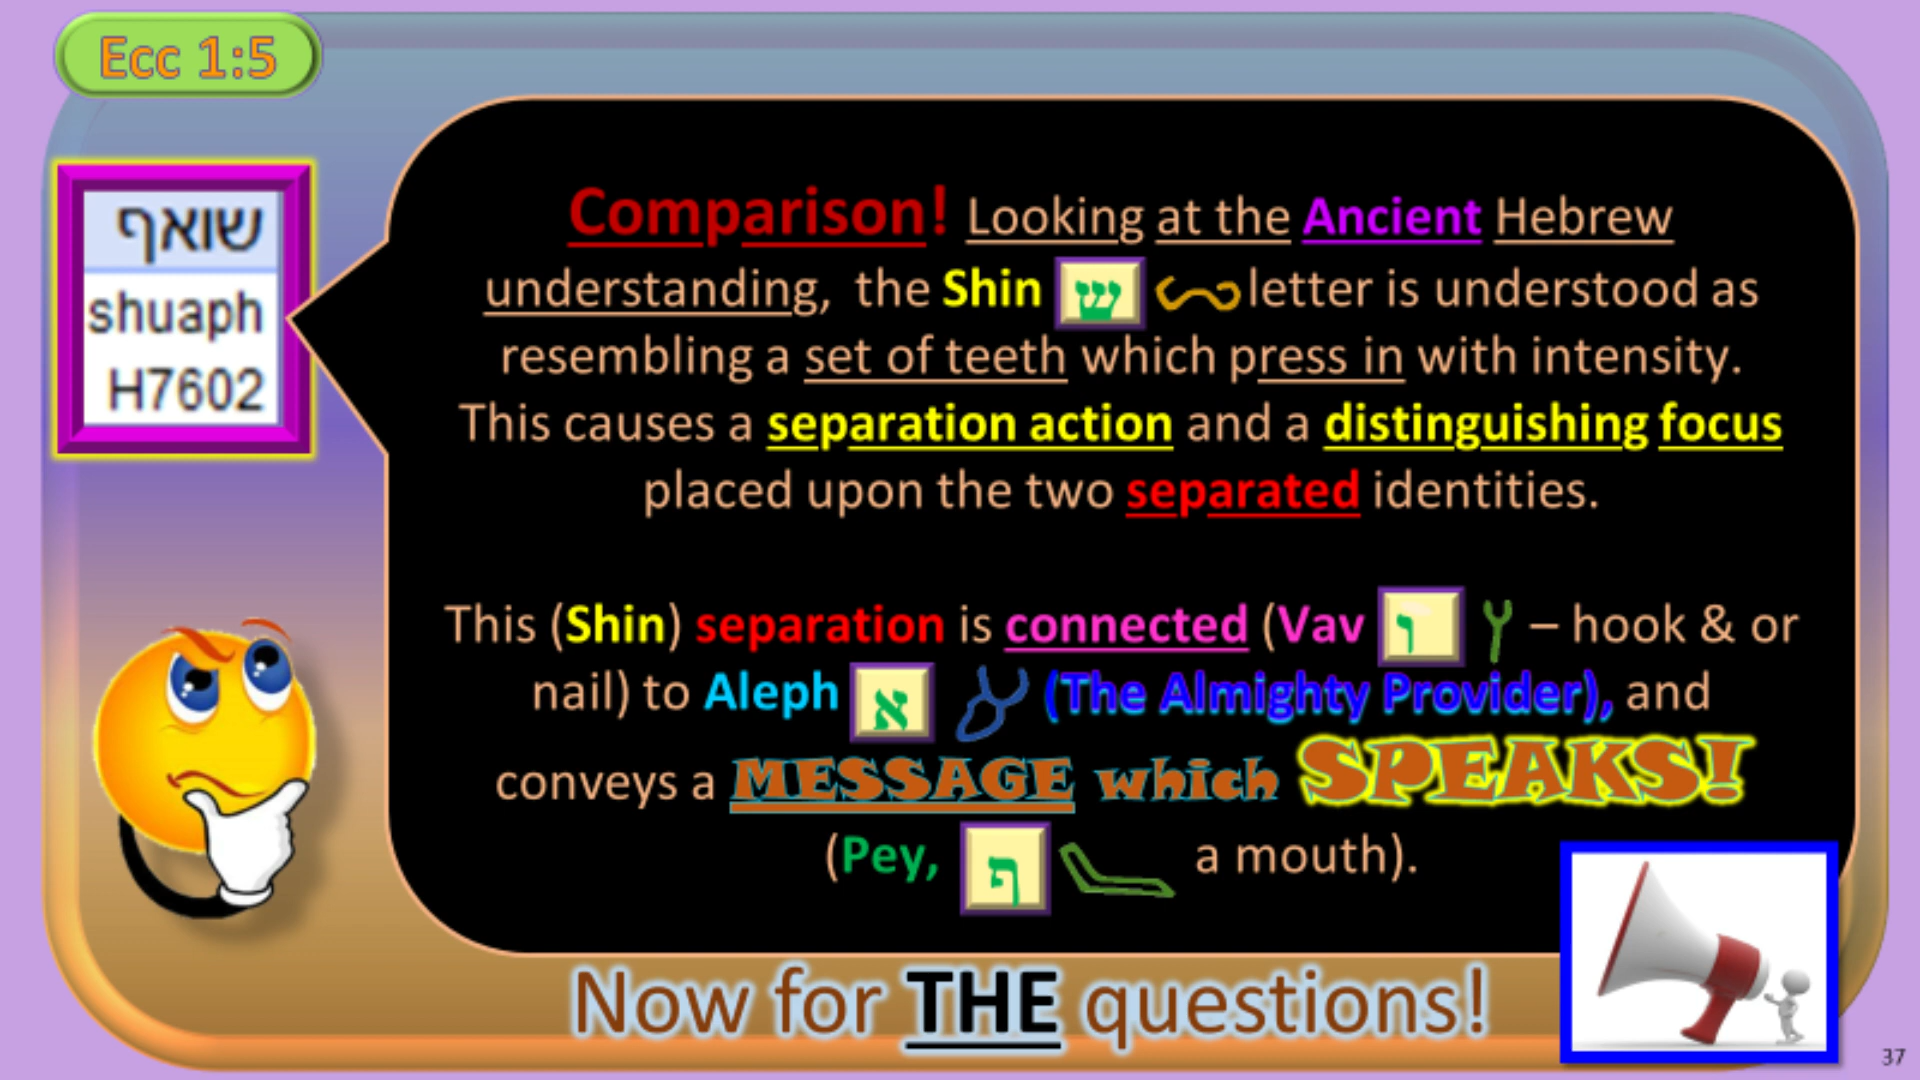 Ecc 1:5
שואף
shuaph
H7602
Comparison! Looking at the Ancient Hebrew
understanding,  the Shin ש letter is understood as
resembling a set of teeth which press in with intensity.
This causes a separation action and a distinguishing focus
placed upon the two separated identities.
This (Shin) separation is connected (Vav ו – hook & or
nail) to Aleph א (The Almighty Provider), and
conveys a MESSAGE which SPEAKS!
(Pey, ף a mouth).
Now for THE questions!
37